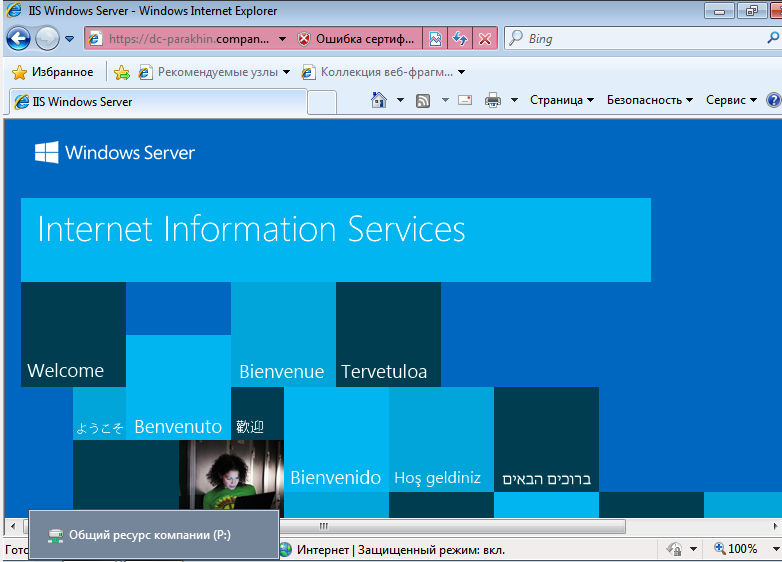 IIS Windows Server - Windows Internet Explorer
https://dc-parakhin.compan... Ошибка сертиф... Bing
Избранное Рекомендуемые узлы Коллекция веб-фрагм...
IIS Windows Server Страница Безопасность Сервис
Windows Server
Internet Information Services
Welcome Bienvenue Tervetuloa
ようこそ Benvenuto 歡迎
Bienvenido Hoş geldiniz ברוכים הבאים
Общий ресурс компании (P:)
Гото Интернет | Защищенный режим: вкл. 100%